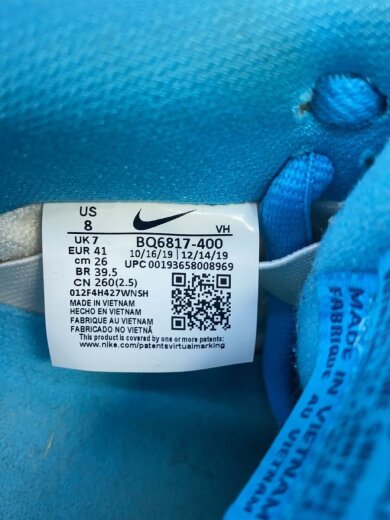 US
8
VH
UK 7
BQ6817-400
EUR 41
10/16/19 12/14/19
cm 26
UPC 00193658008969
BR 39.5
CN 260(2.5)
012F4H427WNSH
MADE IN VIETNAM
HECHO EN VIETNAM
FABRIQUE AU VIETNAM
FABRICADO NO VIETNÃ
This product is covered by one or more patents.
www.nike.com/patentsvirtualmarking
MADE IN VIETNAM
AU VIETNAM